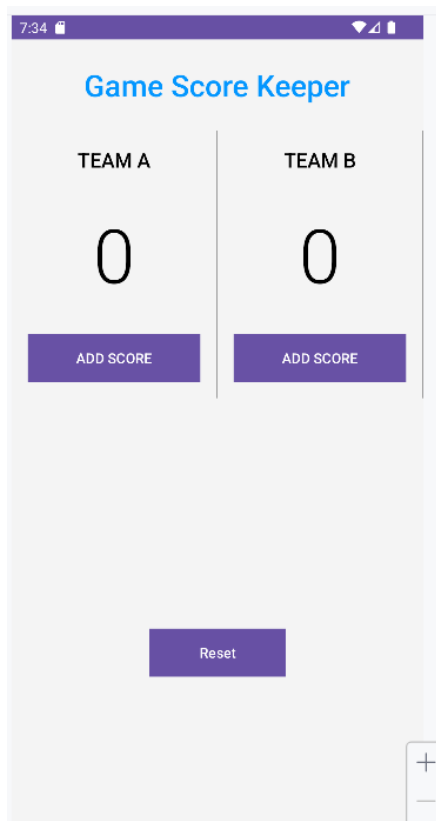 7:34
Game Score Keeper
TEAM A
TEAM B
0
0
ADD SCORE
ADD SCORE
Reset